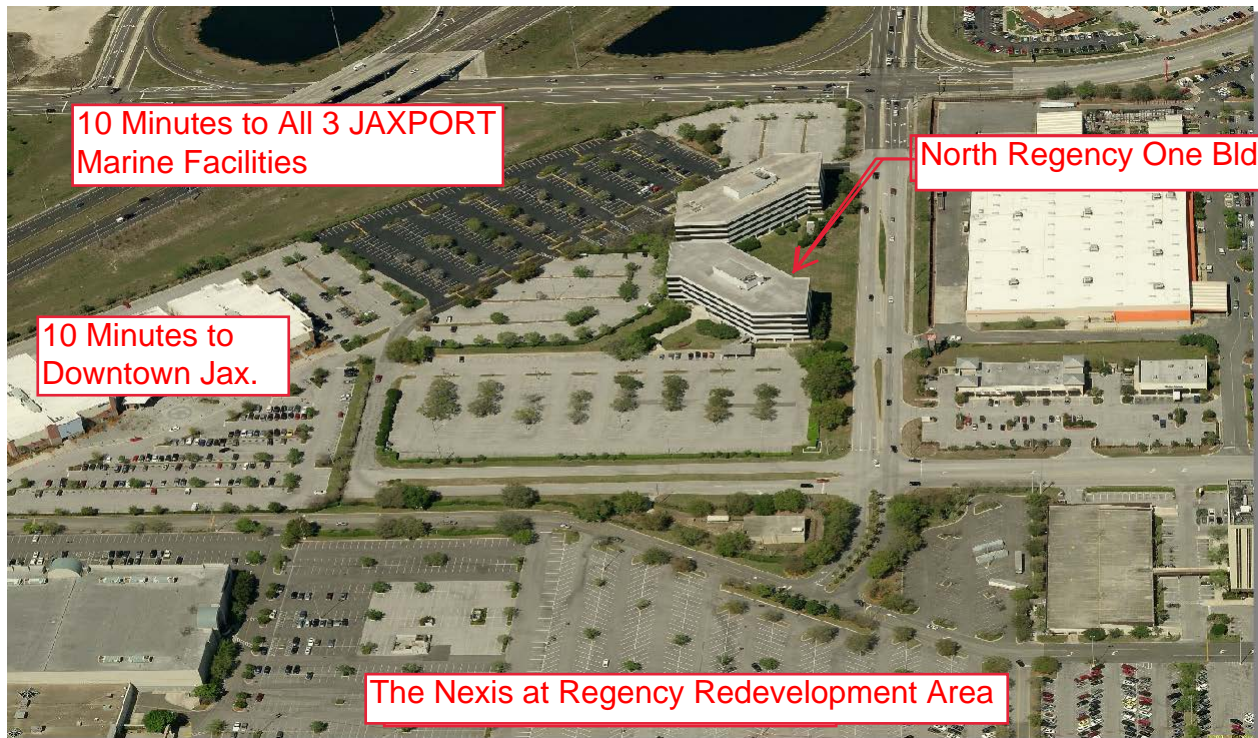 10 Minutes to All 3 JAXPORT
Marine Facilities
North Regency One Bld
10 Minutes to
Downtown Jax.
The Nexis at Regency Redevelopment Area